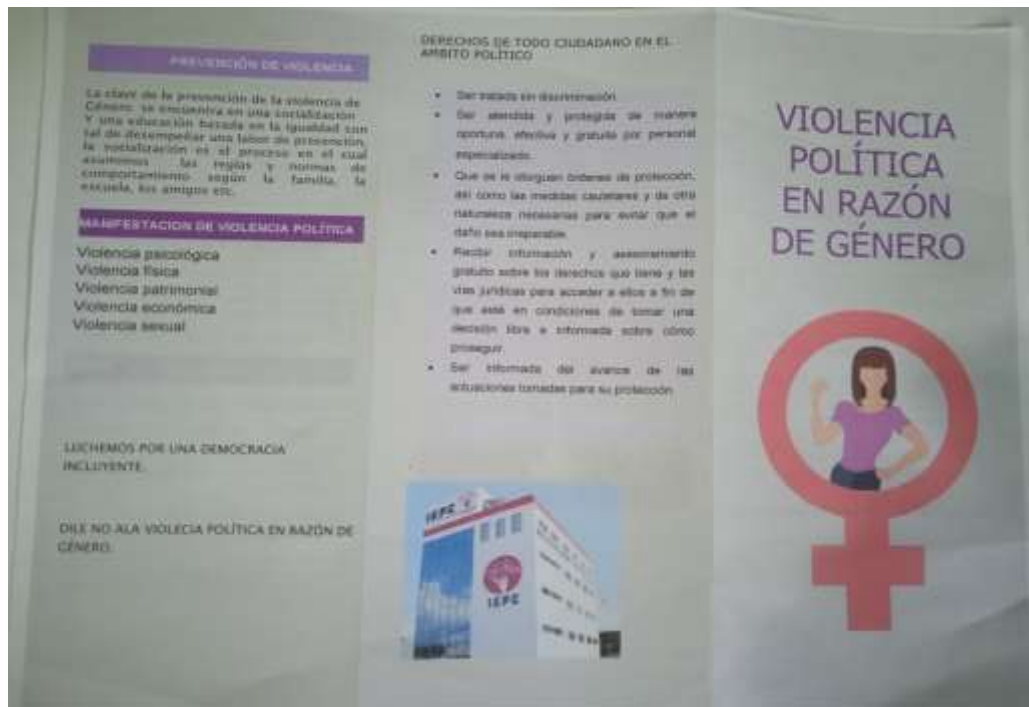 PREVENCIÓN DE VIOLENCIA
La clave de la prevención de la violencia de
Género se encuentra en una socialización
Y una educación basada en la igualdad con
tal de desempeñar una labor de prevención,
la socialización es el proceso en el cual
asumimos las reglas y normas de
comportamiento según la familia, la
escuela, los amigos etc.
MANIFESTACION DE VIOLENCIA POLÍTICA
Violencia psicológica
Violencia física
Violencia patrimonial
Violencia económica
Violencia sexual
LUCHEMOS POR UNA DEMOCRACIA
INCLUYENTE.
DILE NO ALA VIOLECIA POLÍTICA EN RAZÓN DE
GÉNERO.
DERECHOS DE TODO CIUDADANO EN EL
AMBITO POLÍTICO
• Ser tratada sin discriminación
• Ser atendida y protegida de manera
oportuna, efectiva y gratuita por personal
especializado.
• Que se le otorguen órdenes de protección,
así como las medidas cautelares y de otra
naturaleza necesarias para evitar que el
daño sea irreparable.
• Recibir información y asesoramiento
gratuito sobre los derechos que tiene y las
vías jurídicas para acceder a ellos a fin de
que esté en condiciones de tomar una
decisión libre e informada sobre cómo
proseguir.
• Ser informada del avance de las
actuaciones tomadas para su protección
IEPC
IEPC
VIOLENCIA
POLÍTICA
EN RAZÓN
DE GÉNERO